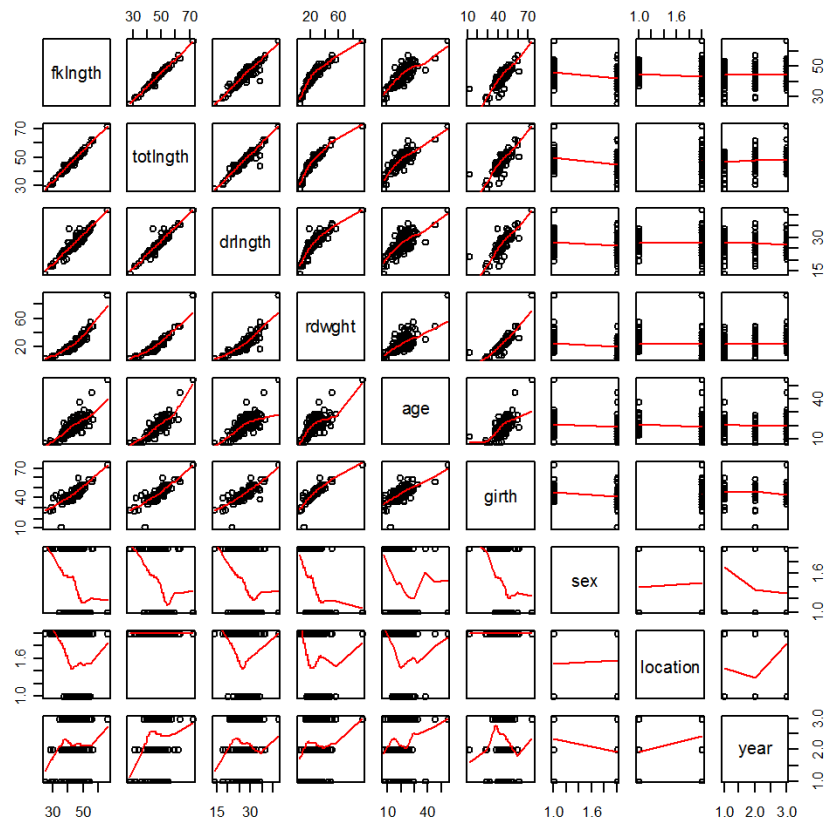 30 50 70 20 60 10 40 70 1.0 1.6
fklngth 30 50
30 50 70 totlngth
drlngth 15 30
20 60 rdwght
age 10 40
10 40 70 girth
sex 1.0 1.6
1.0 1.6 location
year 1.0 2.0 3.0
30 50 15 30 10 40 1.0 1.6 1.0 2.0 3.0